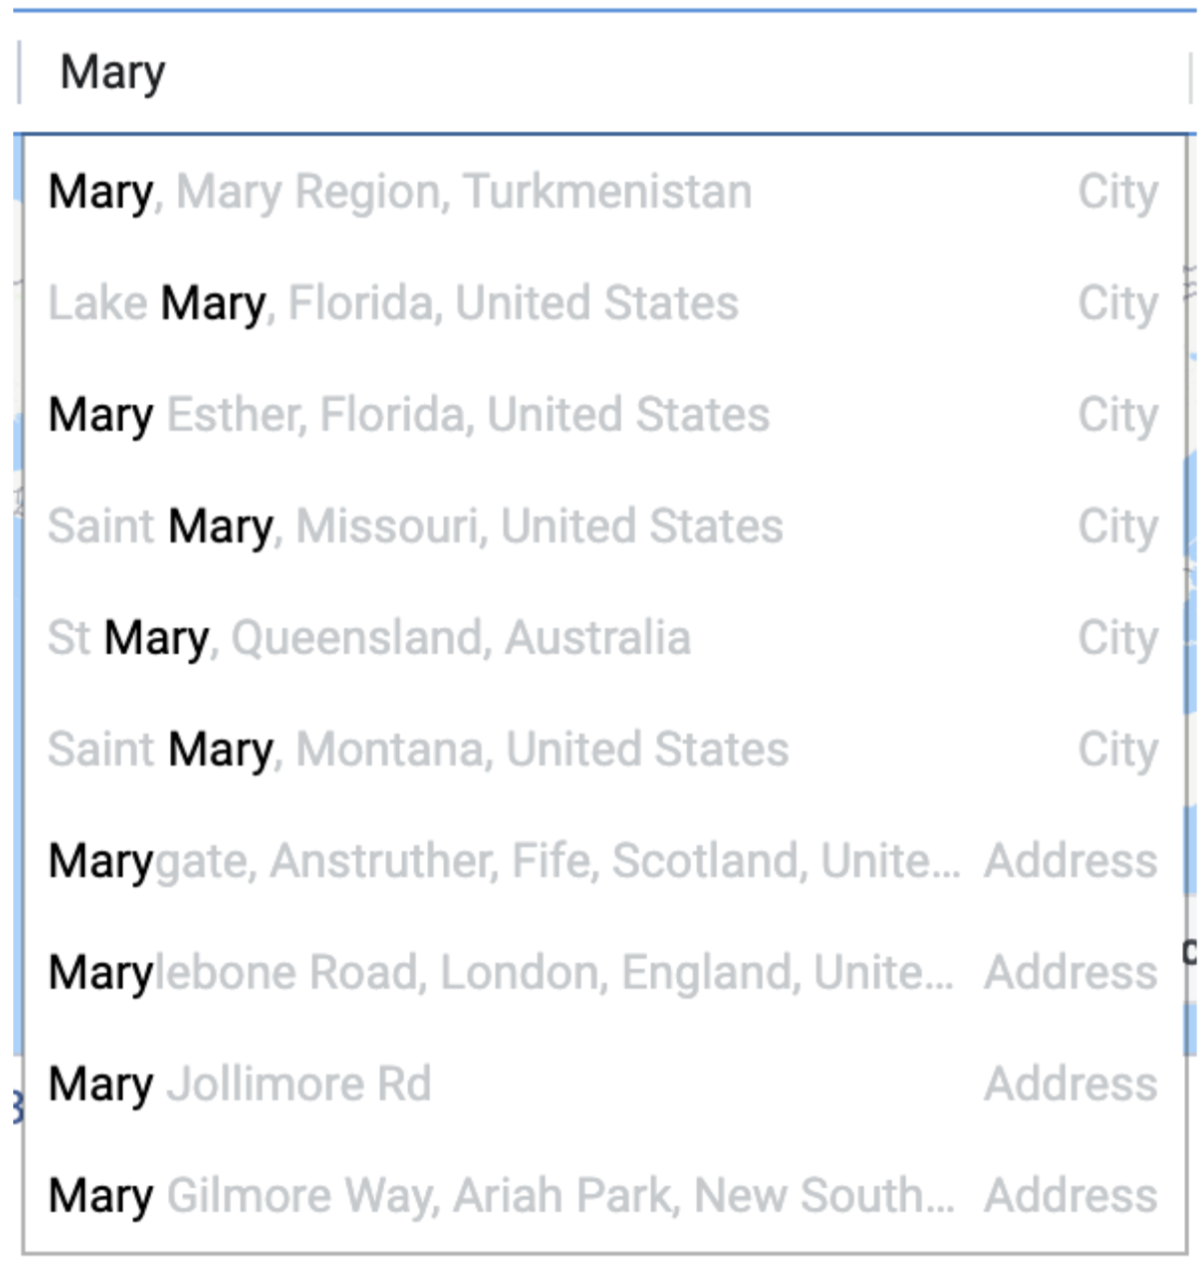 Mary
Mary, Mary Region, Turkmenistan City
Lake Mary, Florida, United States City
Mary Esther, Florida, United States City
Saint Mary, Missouri, United States City
St Mary, Queensland, Australia City
Saint Mary, Montana, United States City
Marygate, Anstruther, Fife, Scotland, Unite... Address
Marylebone Road, London, England, Unite... Address
Mary Jollimore Rd Address
Mary Gilmore Way, Ariah Park, New South... Address